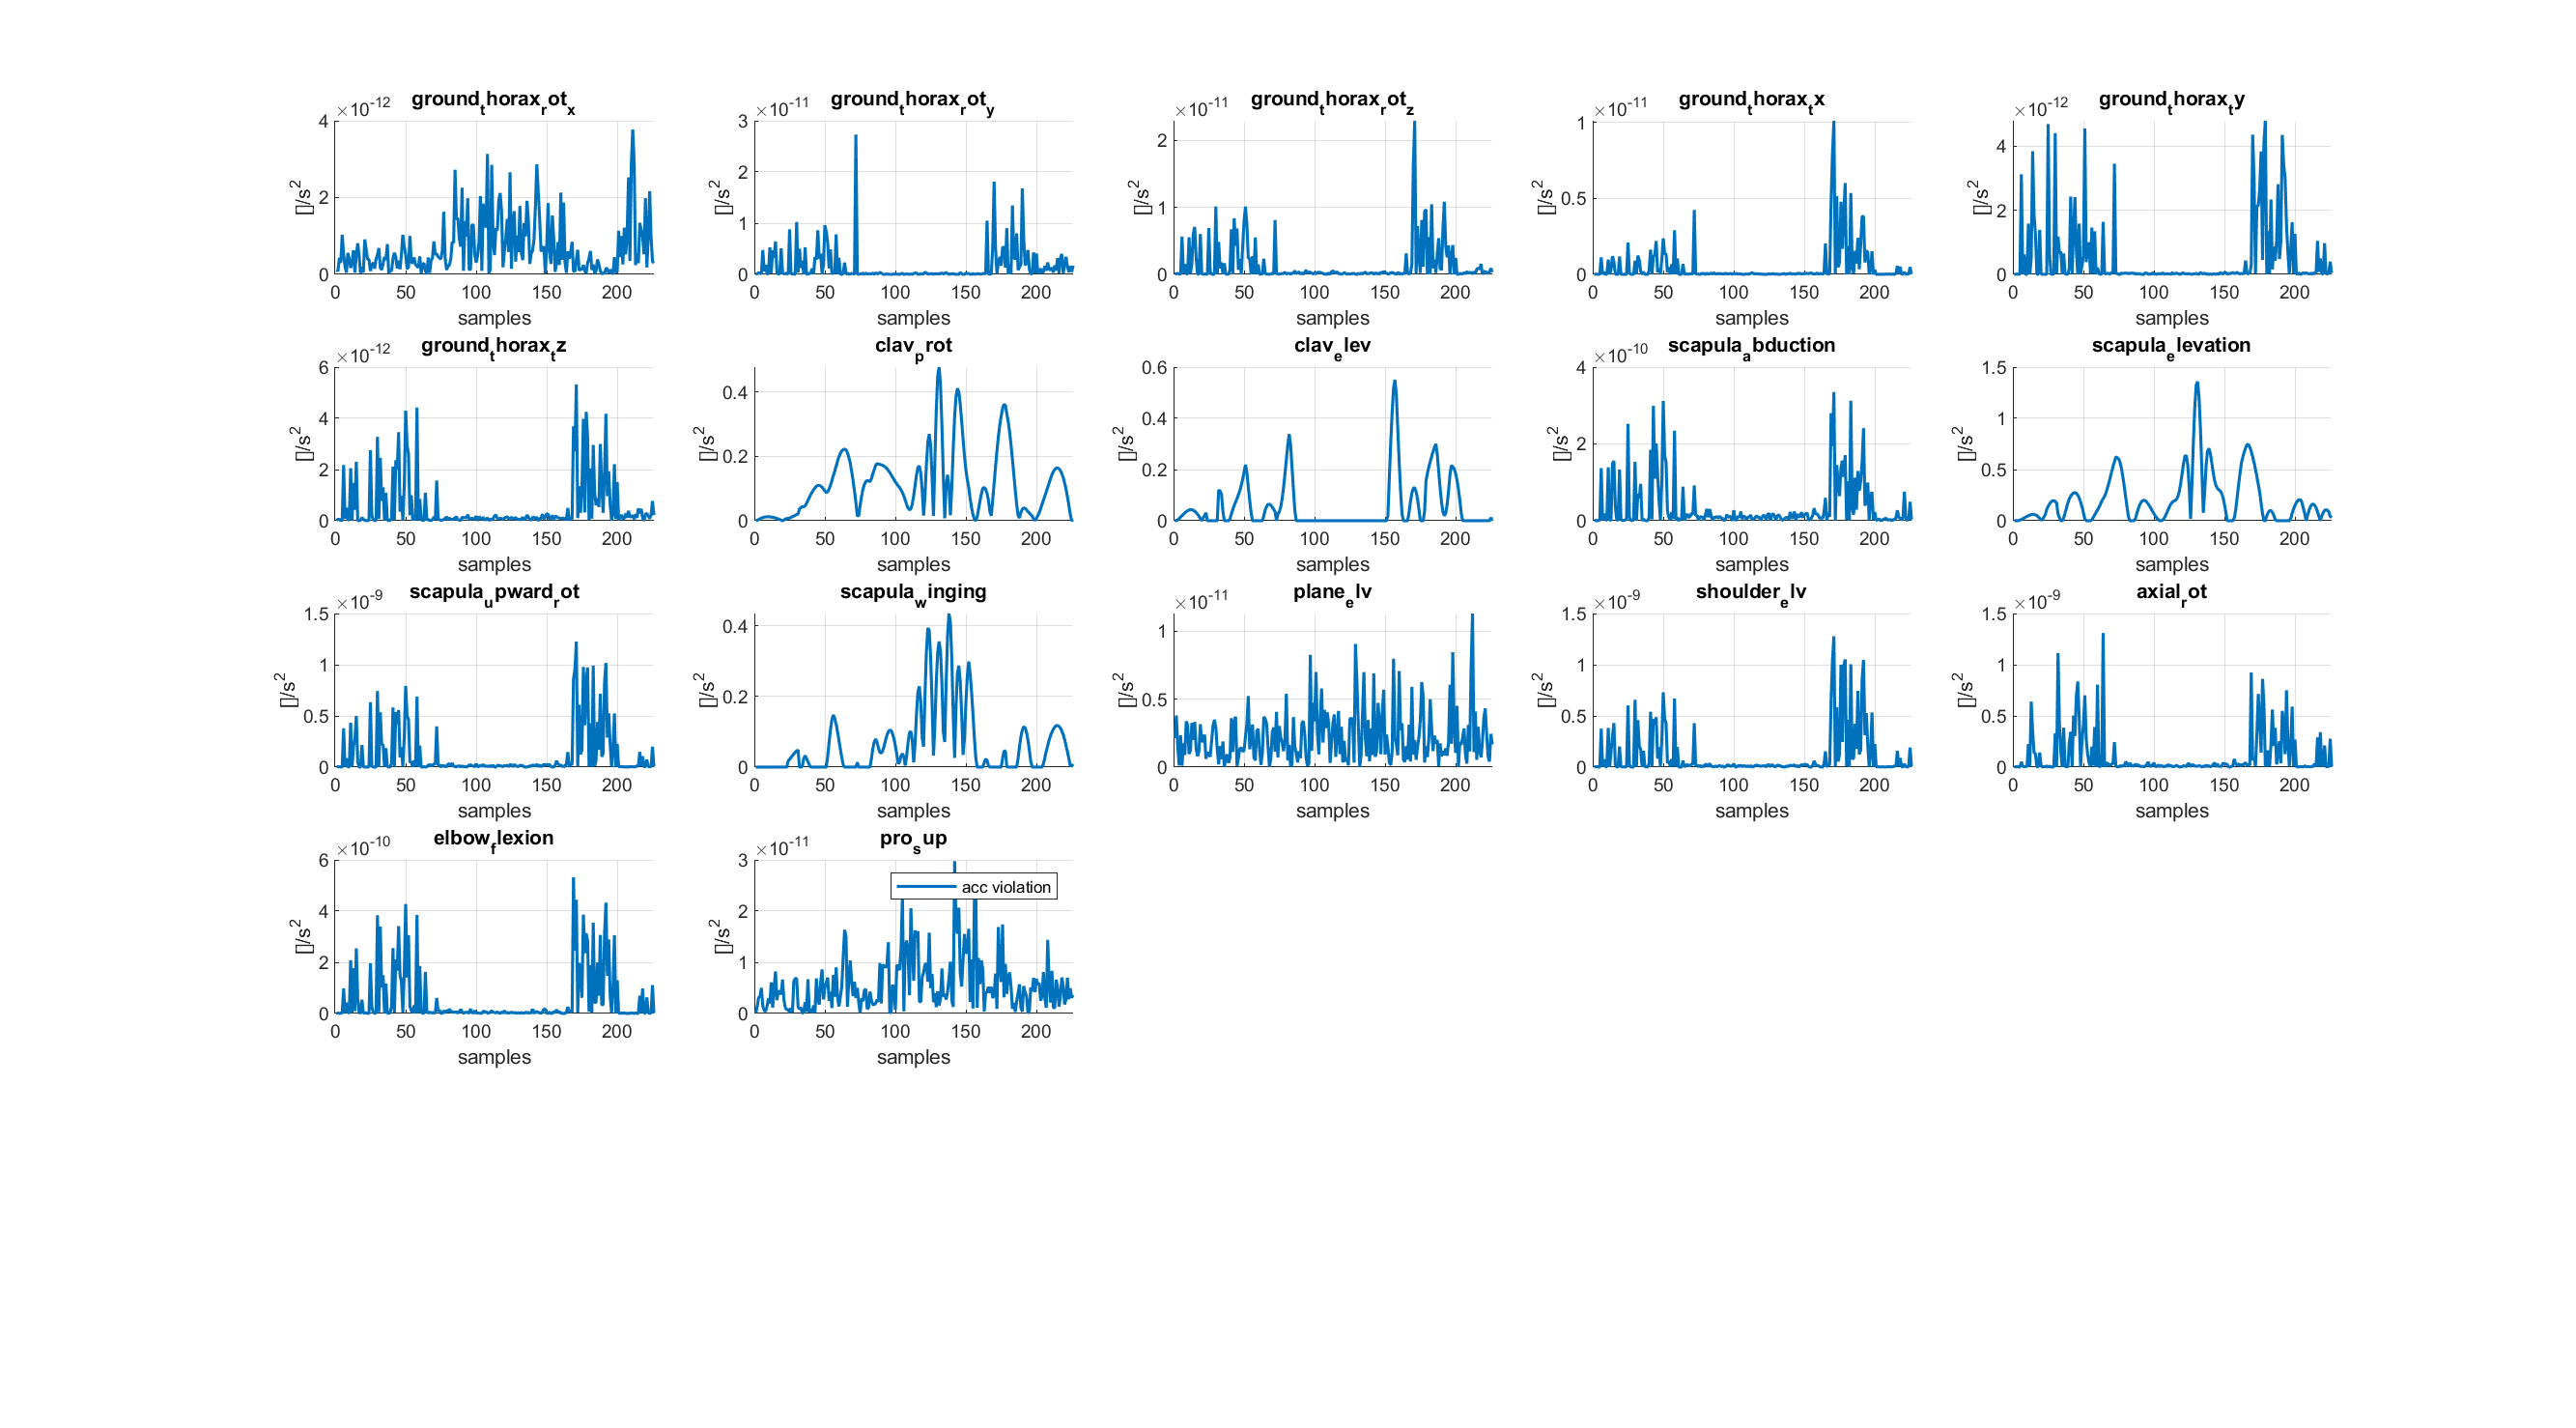 ground_thorax_rot_x
×10^-12
[]/s^2
4
2
0
0 50 100 150 200
samples
ground_thorax_rot_y
×10^-11
[]/s^2
3
2
1
0
0 50 100 150 200
samples
ground_thorax_rot_z
×10^-11
[]/s^2
2
1
0
0 50 100 150 200
samples
ground_thorax_tx
×10^-11
[]/s^2
1
0.5
0
0 50 100 150 200
samples
ground_thorax_ty
×10^-12
[]/s^2
4
2
0
0 50 100 150 200
samples
ground_thorax_tz
×10^-12
[]/s^2
6
4
2
0
0 50 100 150 200
samples
clav_prot
[]/s^2
0.4
0.2
0
0 50 100 150 200
samples
clav_elev
[]/s^2
0.6
0.4
0.2
0
0 50 100 150 200
samples
scapula_abduction
×10^-10
[]/s^2
4
2
0
0 50 100 150 200
samples
scapula_elevation
[]/s^2
1.5
1
0.5
0
0 50 100 150 200
samples
scapula_upward_rot
×10^-9
[]/s^2
1.5
1
0.5
0
0 50 100 150 200
samples
scapula_winging
[]/s^2
0.4
0.2
0
0 50 100 150 200
samples
plane_elv
×10^-11
[]/s^2
1
0.5
0
0 50 100 150 200
samples
shoulder_elv
×10^-9
[]/s^2
1.5
1
0.5
0
0 50 100 150 200
samples
axial_rot
×10^-9
[]/s^2
1.5
1
0.5
0
0 50 100 150 200
samples
elbow_flexion
×10^-10
[]/s^2
6
4
2
0
0 50 100 150 200
samples
pro_sup
×10^-11
[]/s^2
3
2
1
0
acc violation
0 50 100 150 200
samples